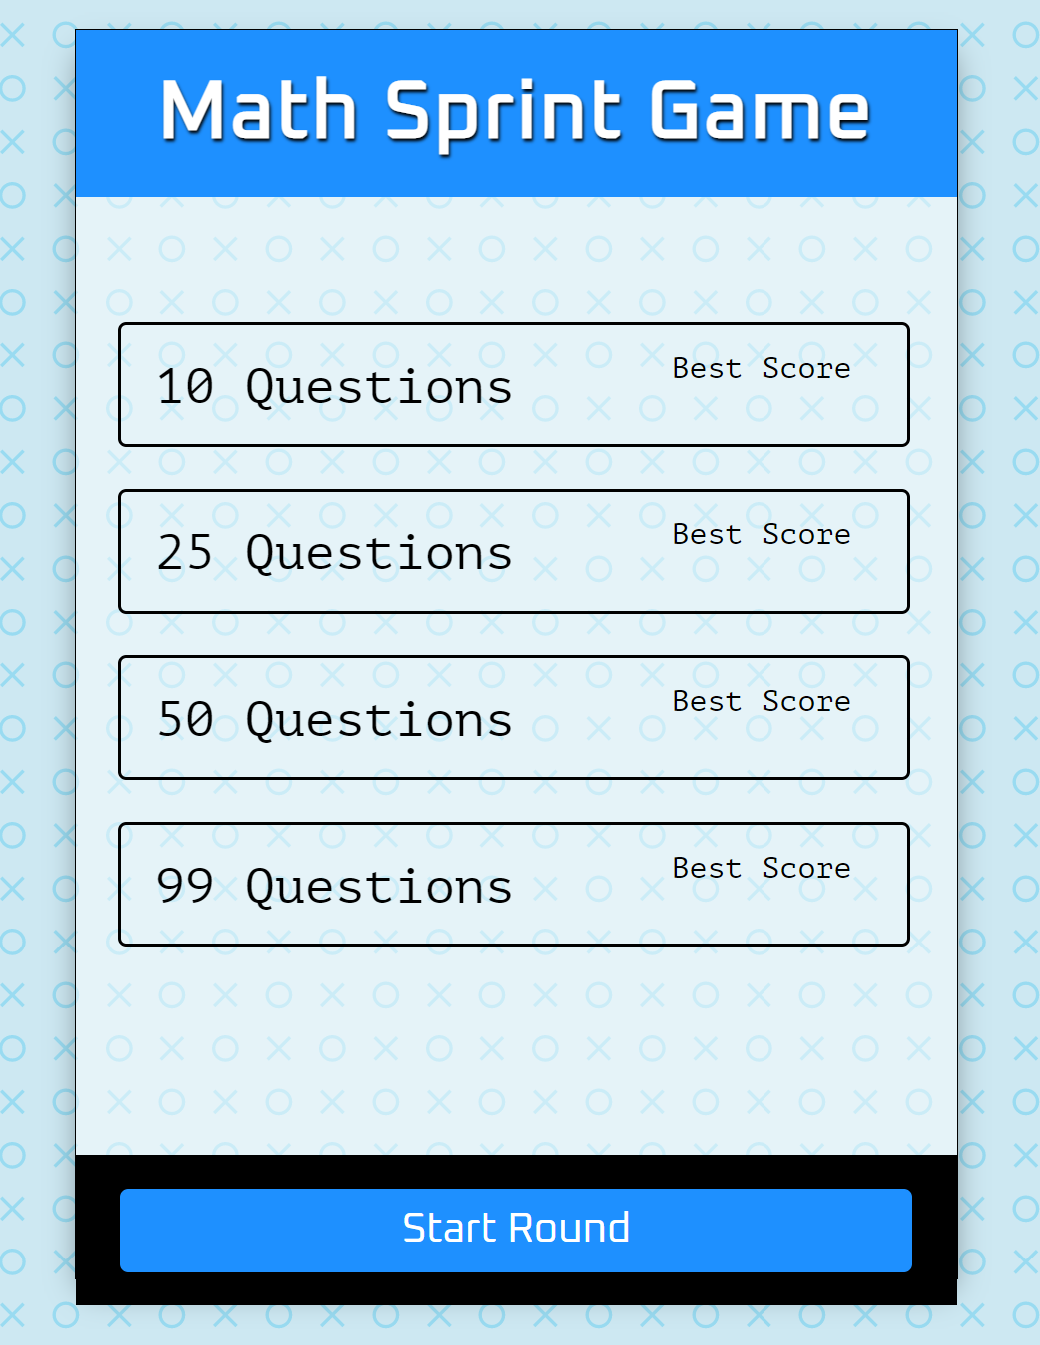 Math Sprint Game
10 Questions
Best Score
25 Questions
Best Score
50 Questions
Best Score
99 Questions
Best Score
Start Round